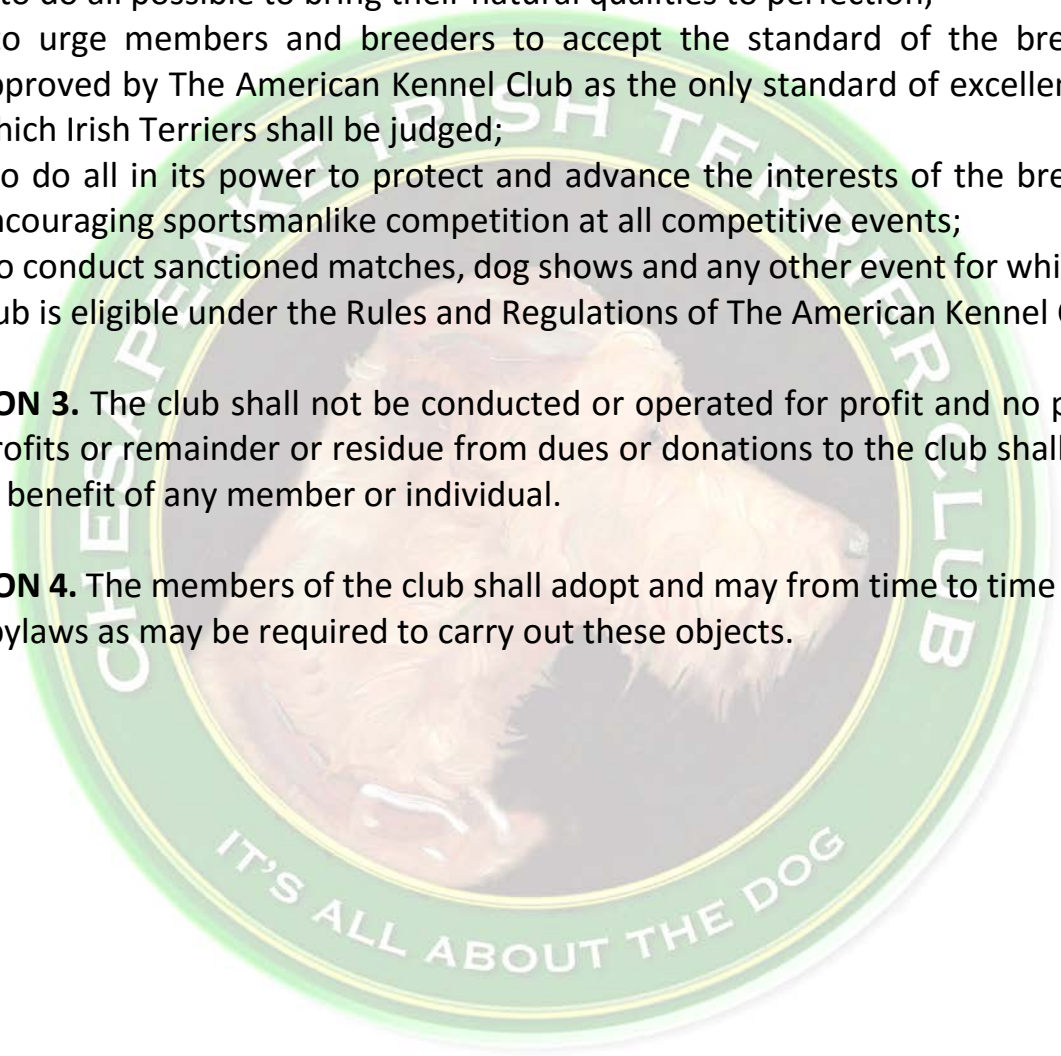 to do all possible to bring their natural qualities to perfection;
to urge members and breeders to accept the standard of the bre
pproved by The American Kennel Club as the only standard of excellen
hich Irish Terriers shall be judged;
o do all in its power to protect and advance the interests of the bre
ncouraging sportsmanlike competition at all competitive events;
o conduct sanctioned matches, dog shows and any other event for whi
ub is eligible under the Rules and Regulations of The American Kennel C
ON 3. The club shall not be conducted or operated for profit and no p
rofits or remainder or residue from dues or donations to the club shall
benefit of any member or individual.
ON 4. The members of the club shall adopt and may from time to time
bylaws as may be required to carry out these objects.
CHESAPEAKE IRISH TERRIER CLUB
IT'S ALL ABOUT THE DOG